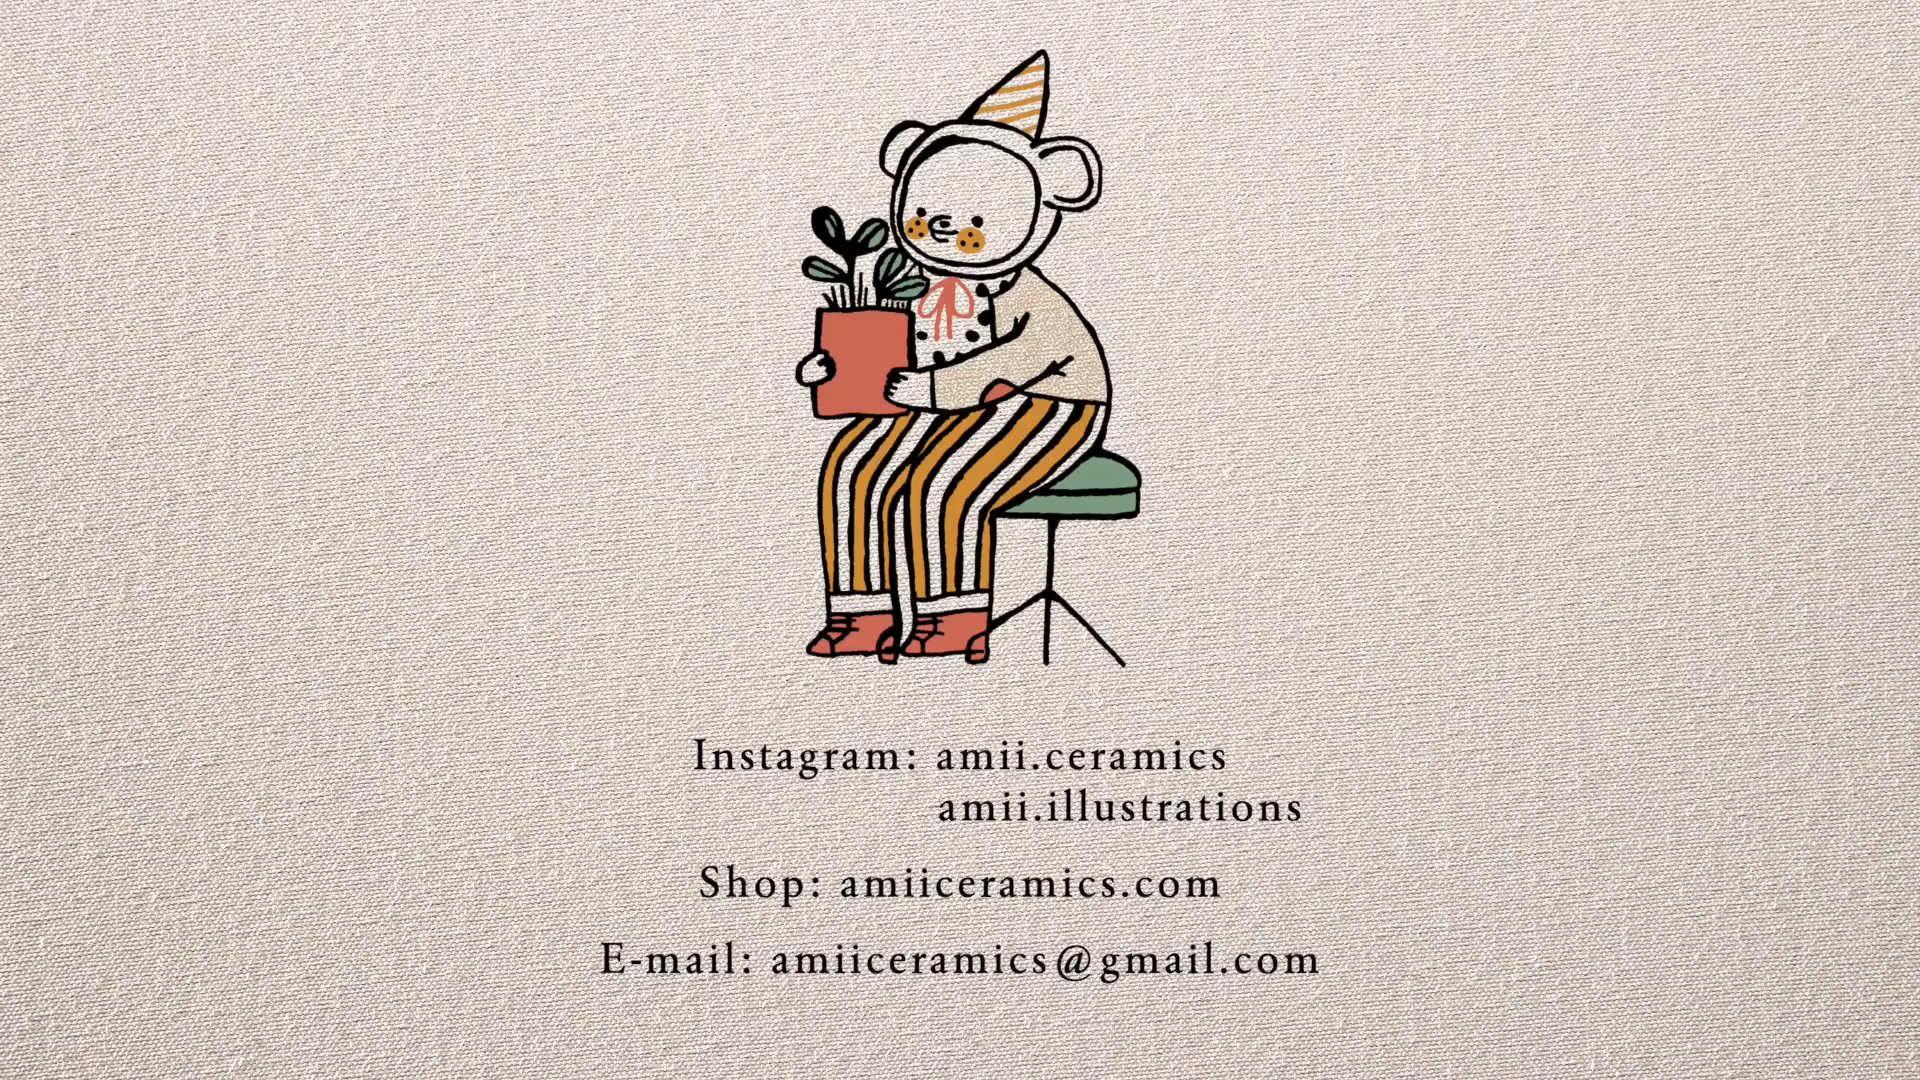 Instagram: amii.ceramics
amii.illustrations
Shop: amiiceramics.com
E-mail: amiiceramics@gmail.com